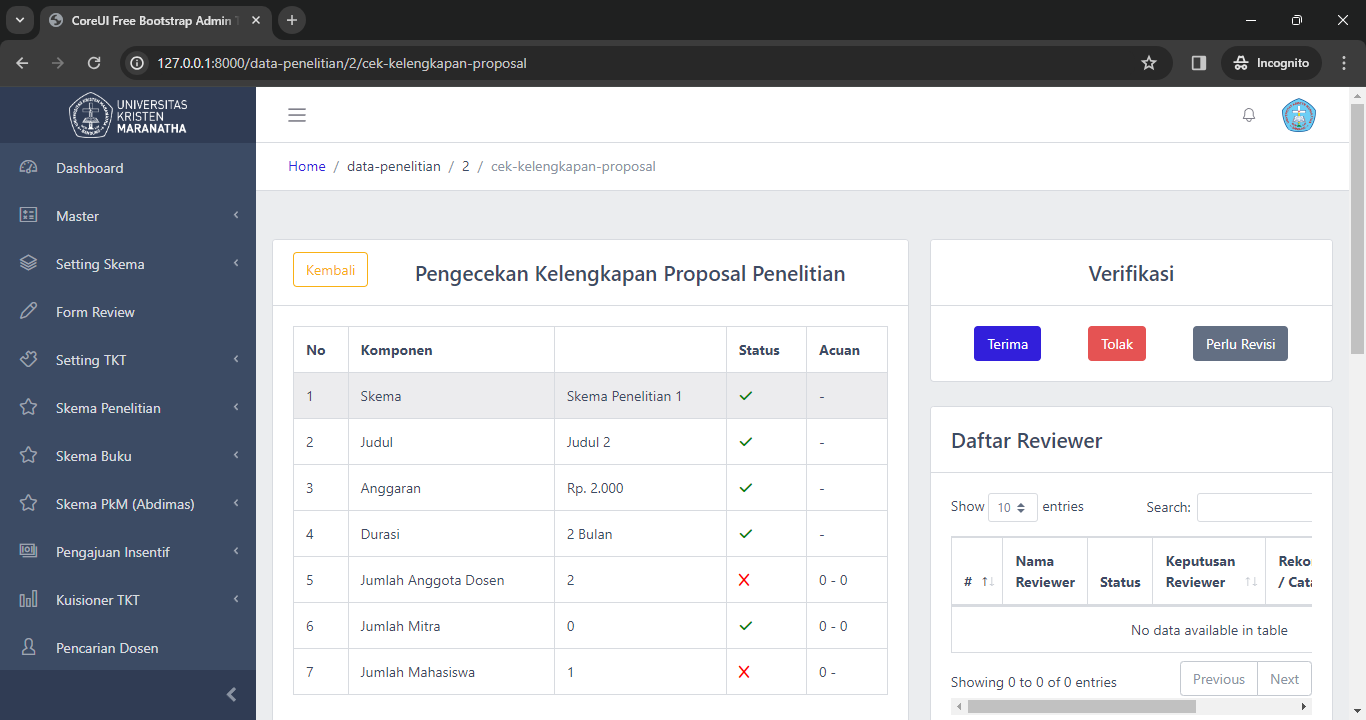 CoreUI Free Bootstrap Admin
127.0.0.1:8000/data-penelitian/2/cek-kelengkapan-proposal
Incognito
UNIVERSITAS
KRISTEN
MARANATHA
Dashboard
Master
Setting Skema
Form Review
Setting TKT
Skema Penelitian
Skema Buku
Skema PkM (Abdimas)
Pengajuan Insentif
Kuisioner TKT
Pencarian Dosen
Home / data-penelitian / 2 / cek-kelengkapan-proposal
Kembali
Pengecekan Kelengkapan Proposal Penelitian
No Komponen Status Acuan
1 Skema Skema Penelitian 1 ✓ -
2 Judul Judul 2 ✓ -
3 Anggaran Rp. 2.000 ✓ -
4 Durasi 2 Bulan ✓ -
5 Jumlah Anggota Dosen 2 X 0 - 0
6 Jumlah Mitra 0 ✓ 0 - 0
7 Jumlah Mahasiswa 1 X 0 -
Verifikasi
Terima Tolak Perlu Revisi
Daftar Reviewer
Show 10 entries Search:
# Nama Reviewer Status Keputusan Reviewer
No data available in table
Showing 0 to 0 of 0 entries
Previous Next